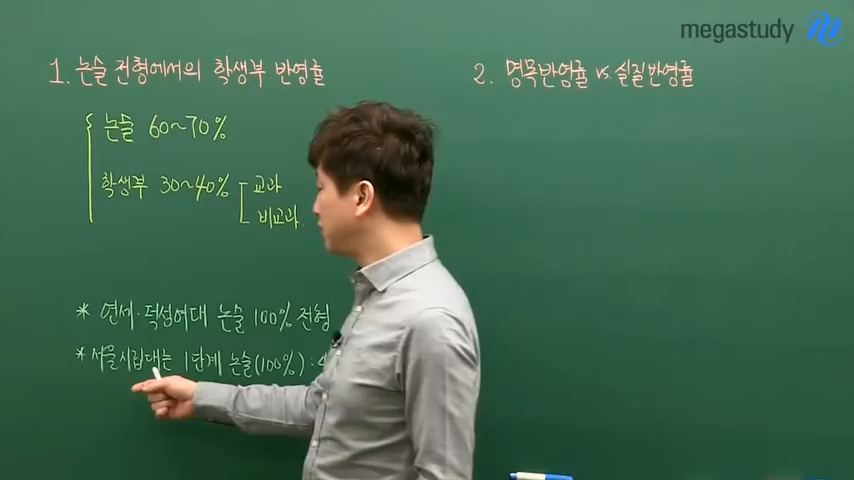 megastudy
1. 논술 전형에서의 학생부 반영률
논술 60~70%
학생부 30~40%
교과
비교과
* 연세·덕성여대 논술 100% 전형
* 서울시립대는 1단계 논술(100%) : 4
2. 명목반영률 vs. 실질반영률